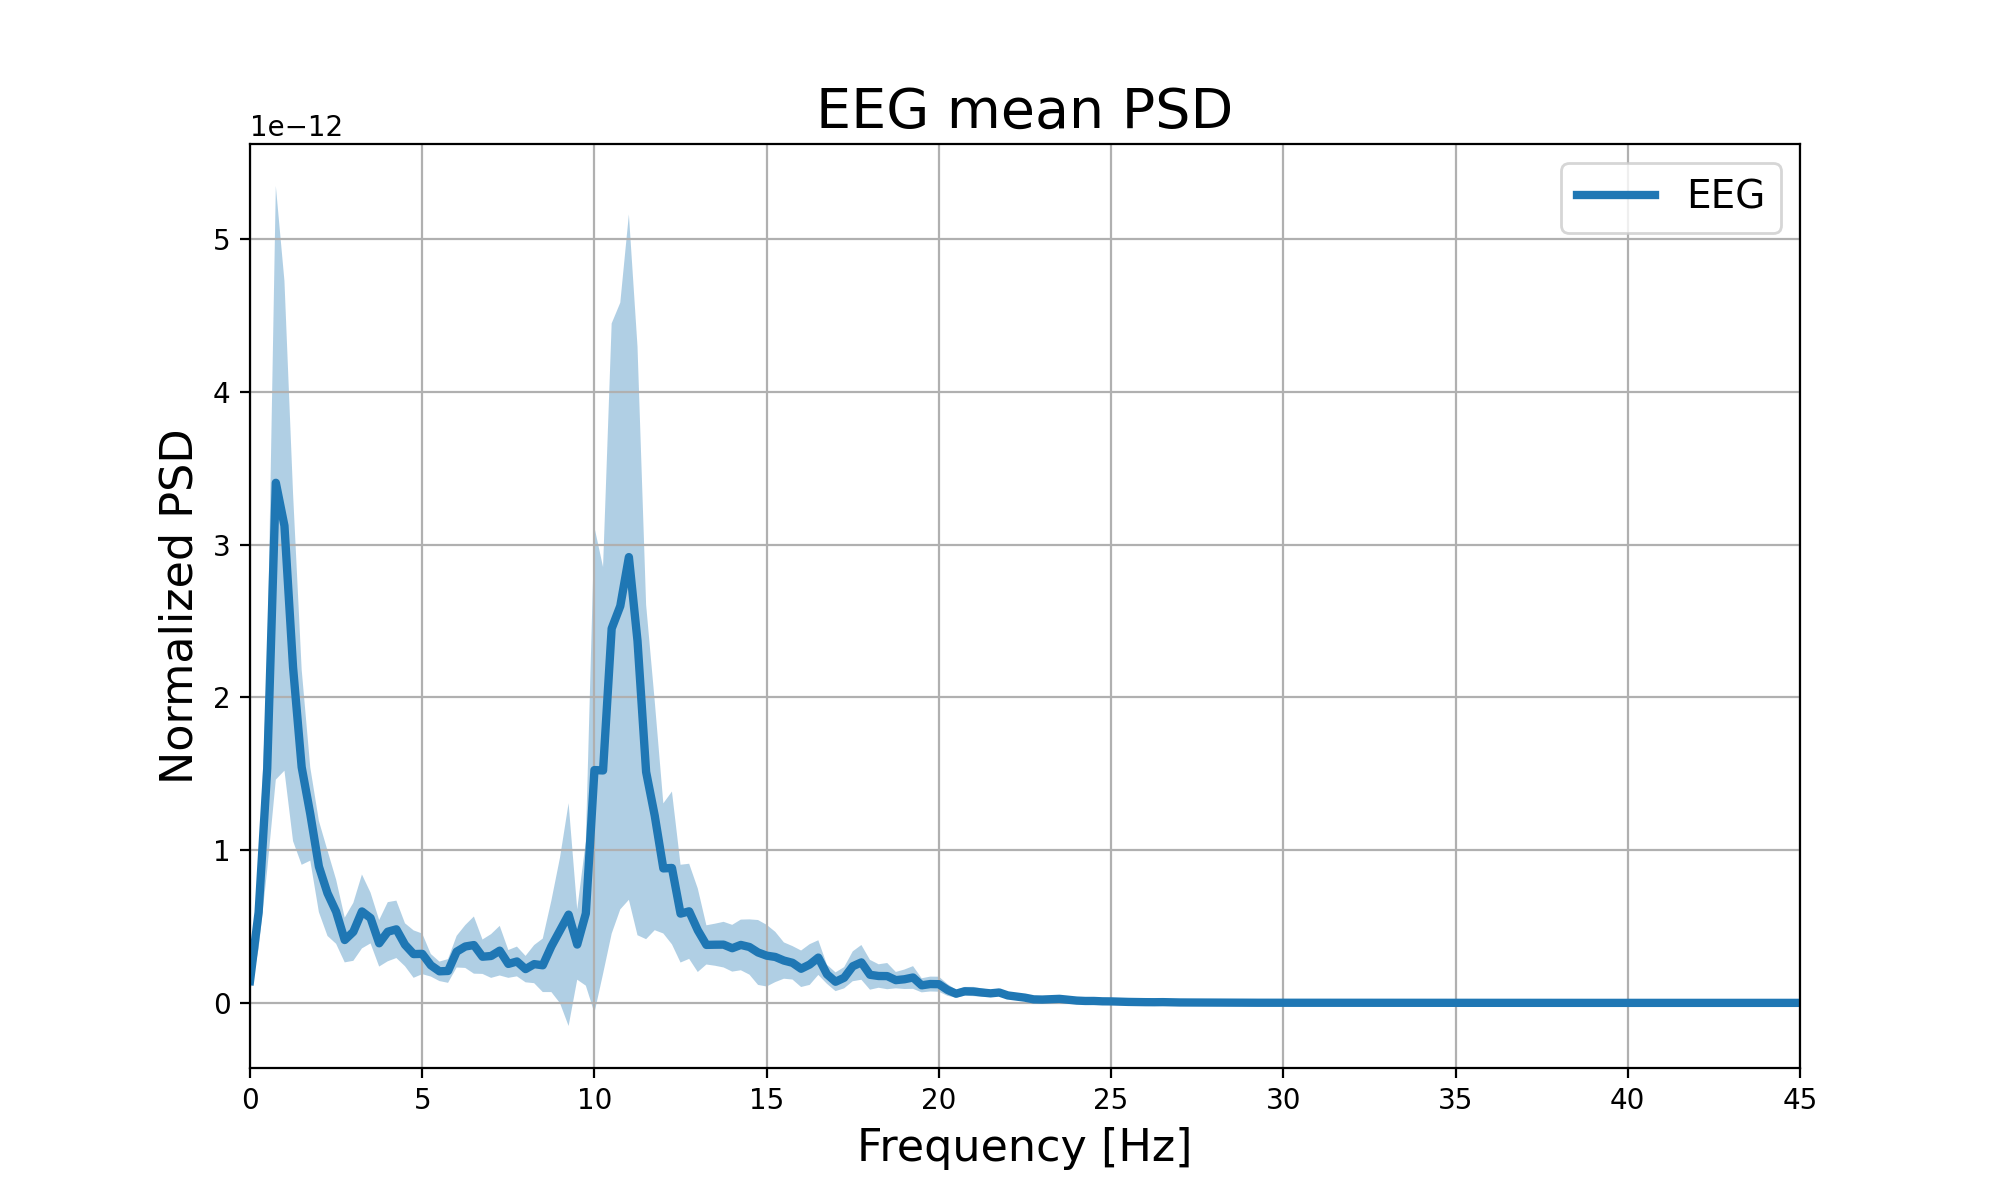 EEG mean PSD
1e−12
EEG
5
4
3
2
1
0
Normalized PSD
0 5 10 15 20 25 30 35 40 45
Frequency [Hz]